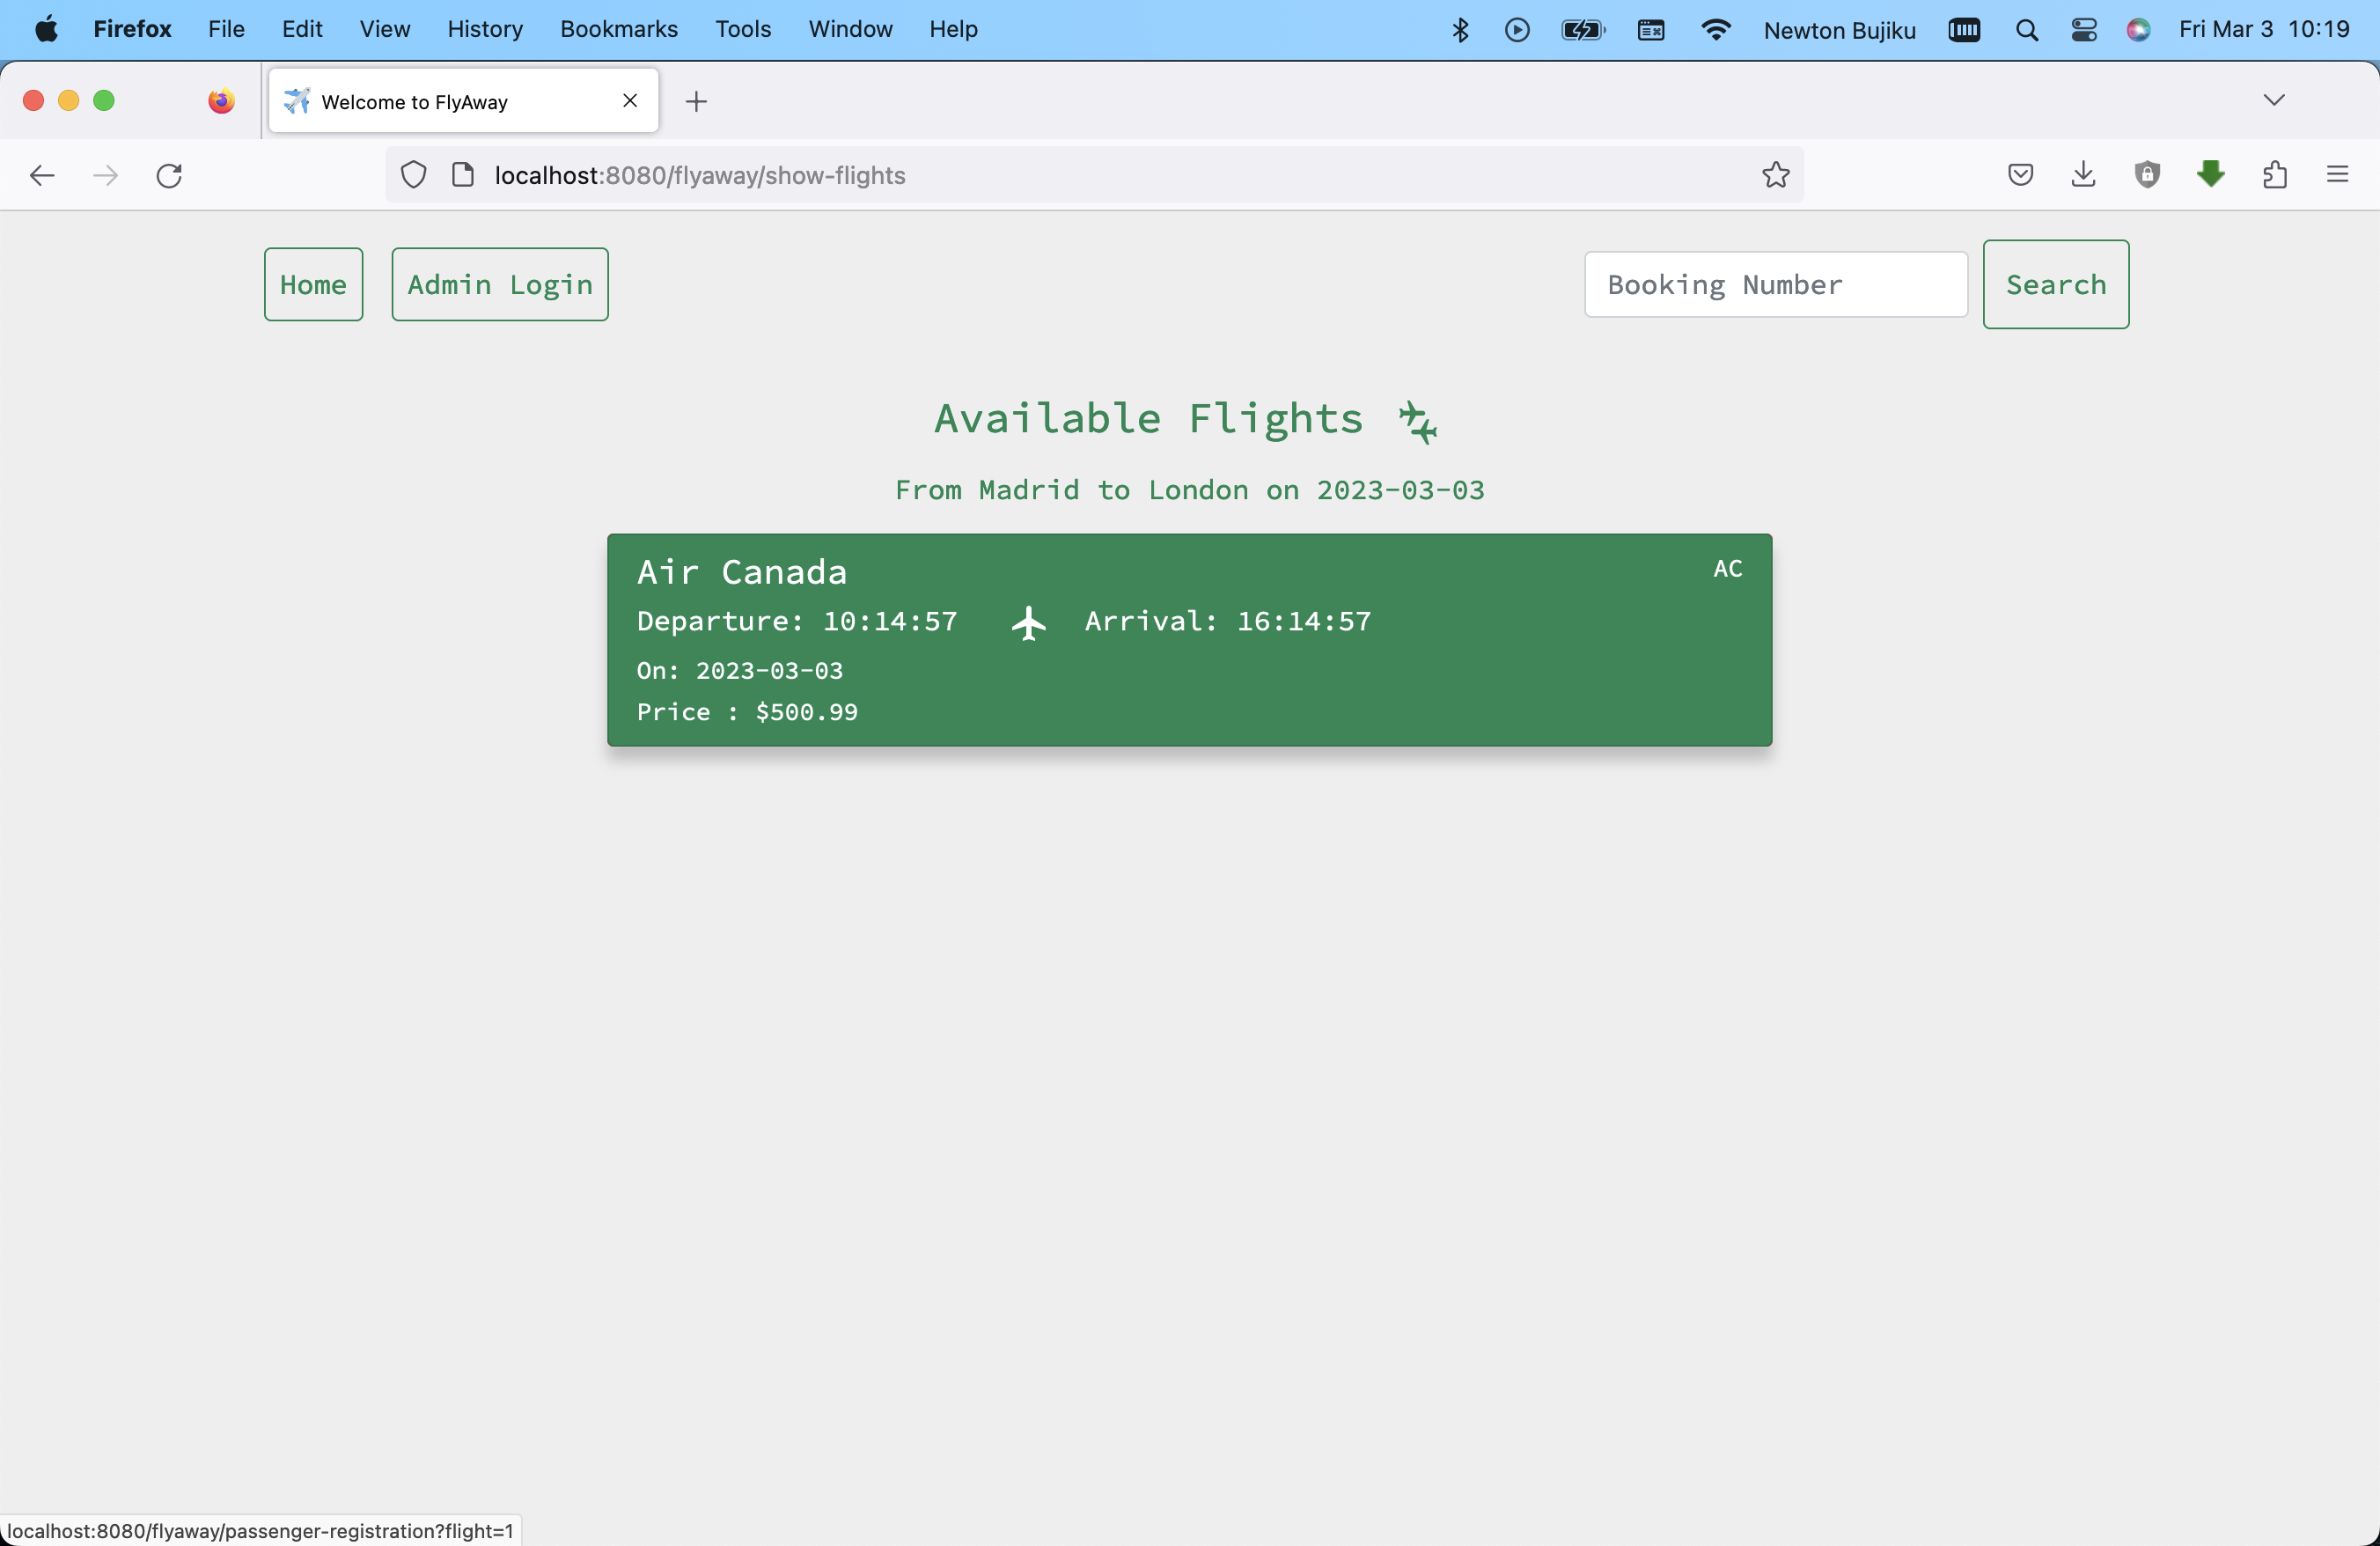 Firefox File Edit View History Bookmarks Tools Window Help Newton Bujiku Fri Mar 3 10:19
Welcome to FlyAway
localhost:8080/flyaway/show-flights
Home Admin Login Booking Number Search
Available Flights
From Madrid to London on 2023-03-03
Air Canada AC
Departure: 10:14:57 Arrival: 16:14:57
On: 2023-03-03
Price : $500.99
localhost:8080/flyaway/passenger-registration?flight=1